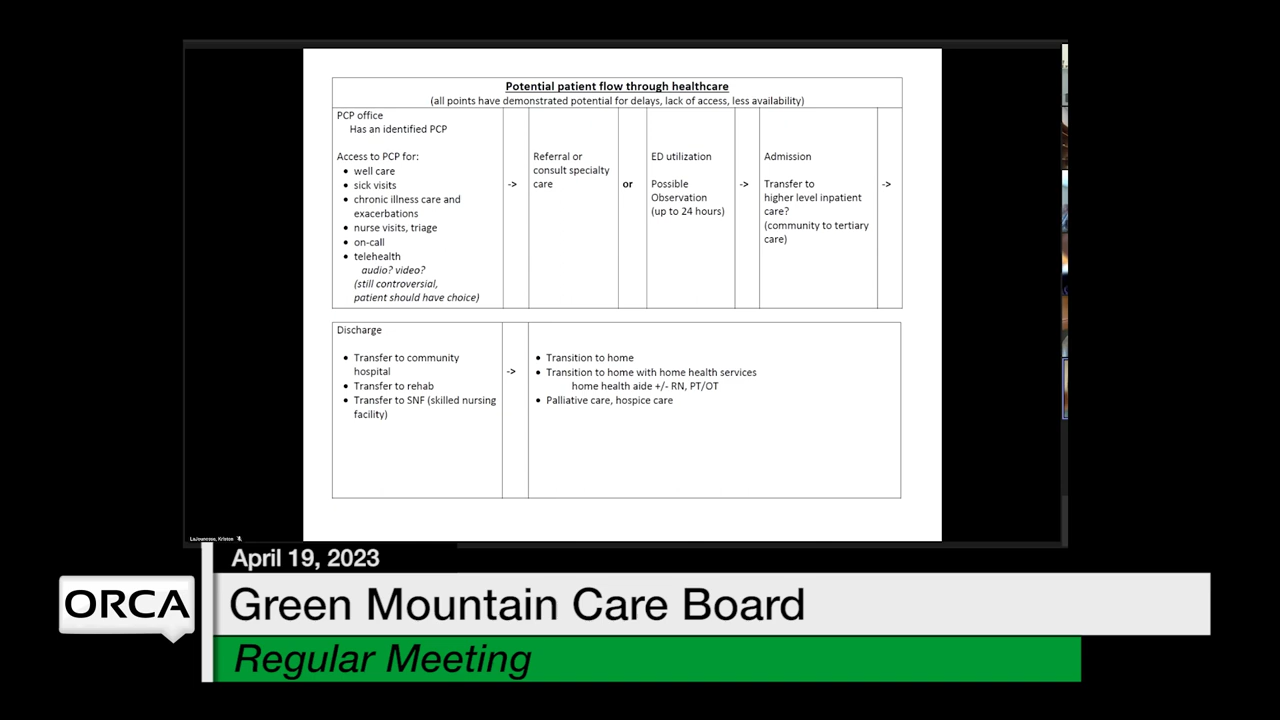 Potential patient flow through healthcare
(all points have demonstrated potential for delays, lack of access, less availability)
PCP office
Has an identified PCP
Access to PCP for:
• well care
• sick visits
• chronic illness care and
exacerbations
• nurse visits, triage
• on-call
• telehealth
audio? video?
(still controversial,
patient should have choice)
->
Referral or
consult specialty
care
or
ED utilization
Possible
Observation
(up to 24 hours)
->
Admission
Transfer to
higher level inpatient
care?
(community to tertiary
care)
->
Discharge
• Transfer to community
hospital
• Transfer to rehab
• Transfer to SNF (skilled nursing
facility)
->
• Transition to home
• Transition to home with home health services
home health aide +/- RN, PT/OT
• Palliative care, hospice care
April 19, 2023
ORCA
Green Mountain Care Board
Regular Meeting